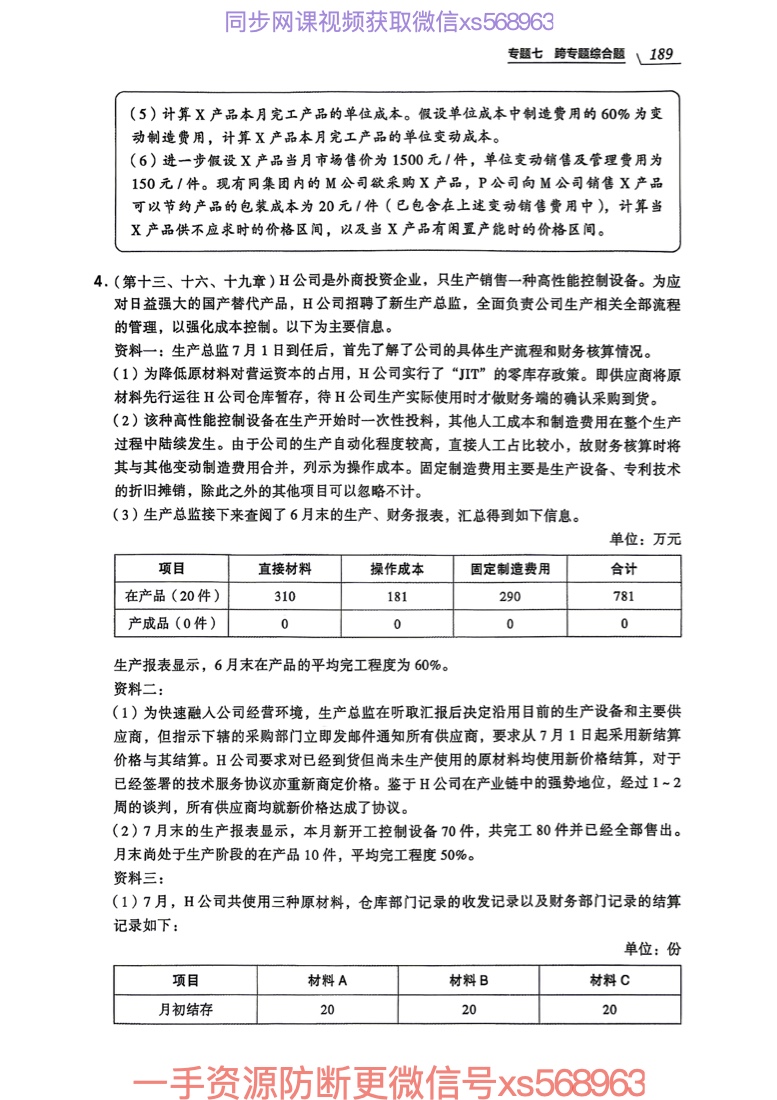 同步网课视频获取微信xs568963
专题七 跨专题综合题 189
(5)计算X产品本月完工产品的单位成本。假设单位成本中制造费用的60%为变
动制造费用，计算X产品本月完工产品的单位变动成本。
(6)进一步假设X产品当月市场售价为1500元/件，单位变动销售及管理费用为
150元/件。现有同集团内的M公司欲采购X产品，P公司向M公司销售X产品
可以节约产品的包装成本为20元/件(已包含在上述变动销售费用中)，计算当
X产品供不应求时的价格区间，以及当X产品有闲置产能时的价格区间。
4.(第十三、十六、十九章)H公司是外商投资企业，只生产销售一种高性能控制设备。为应
对日益强大的国产替代产品，H公司招聘了新生产总监，全面负责公司生产相关全部流程
的管理，以强化成本控制。以下为主要信息。
资料一：生产总监7月1日到任后，首先了解了公司的具体生产流程和财务核算情况。
(1)为降低原材料对营运资本的占用，H公司实行了“JIT”的零库存政策。即供应商将原
材料先行运往H公司仓库暂存，待H公司生产实际使用时才做财务端的确认采购到货。
(2)该种高性能控制设备在生产开始时一次性投料，其他人工成本和制造费用在整个生产
过程中陆续发生。由于公司的生产自动化程度较高，直接人工占比较小，故财务核算时将
其与其他变动制造费用合并，列示为操作成本。固定制造费用主要是生产设备、专利技术
的折旧摊销，除此之外的其他项目可以忽略不计。
(3)生产总监接下来查阅了6月末的生产、财务报表，汇总得到如下信息。
单位：万元
项目 直接材料 操作成本 固定制造费用 合计
在产品(20件) 310 181 290 781
产成品(0件) 0 0 0 0
生产报表显示，6月末在产品的平均完工程度为60%。
资料二：
(1)为快速融入公司经营环境，生产总监在听取汇报后决定沿用目前的生产设备和主要供
应商，但指示下辖的采购部门立即发邮件通知所有供应商，要求从7月1日起采用新结算
价格与其结算。H公司要求对已经到货但尚未生产使用的原材料均使用新价格结算，对于
已经签署的技术服务协议亦重新商定价格。鉴于H公司在产业链中的强势地位，经过1~2
周的谈判，所有供应商均就新价格达成了协议。
(2)7月末的生产报表显示，本月新开工控制设备70件，共完工80件并已经全部售出。
月末尚处于生产阶段的在产品10件，平均完工程度50%。
资料三：
(1)7月，H公司共使用三种原材料，仓库部门记录的收发记录以及财务部门记录的结算
记录如下：
单位：份
项目 材料A 材料B 材料C
月初结存 20 20 20
一手资源防断更微信号xs568963